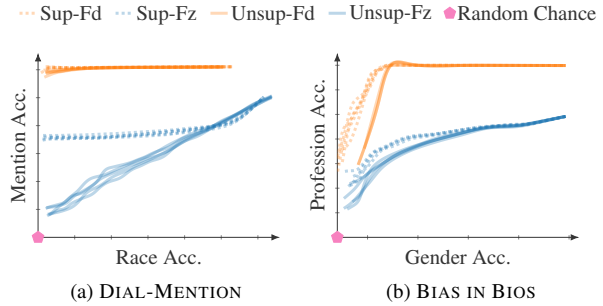 Sup-Fd Sup-Fz Unsup-Fd Unsup-Fz Random Chance
Mention Acc.
Race Acc.
(a) DIAL-MENTION
Profession Acc.
Gender Acc.
(b) BIAS IN BIOS